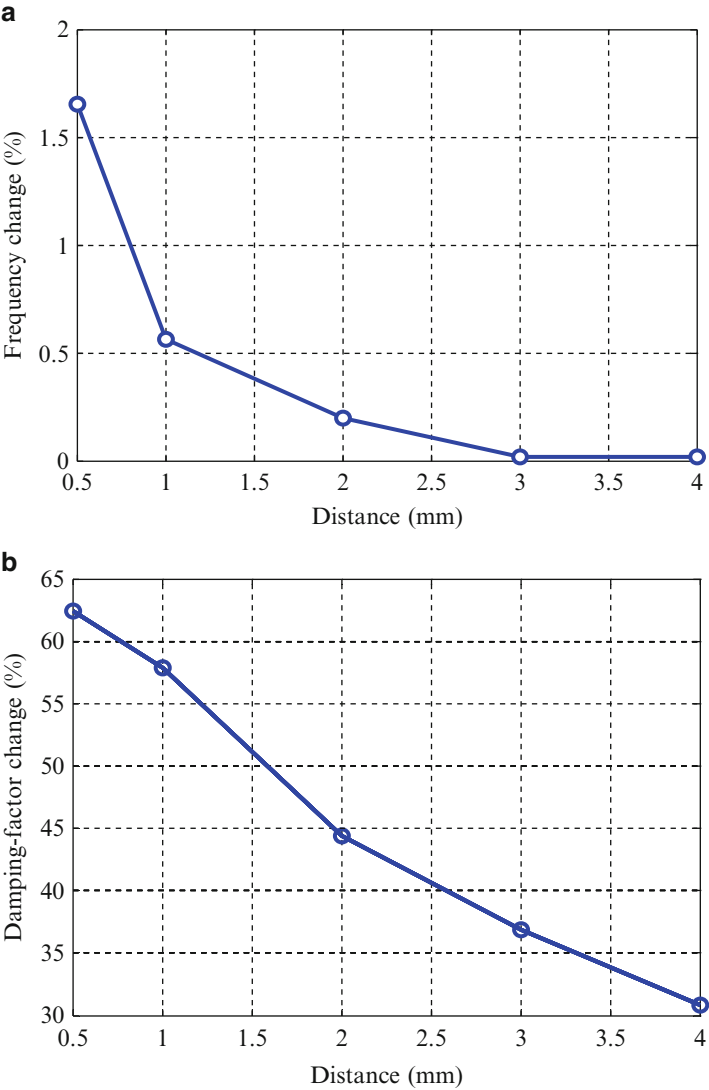 a
2
1.5
1
0.5
0
Frequency change (%)
0.5 1 1.5 2 2.5 3 3.5 4
Distance (mm)
b
65
60
55
50
45
40
35
30
Damping-factor change (%)
0.5 1 1.5 2 2.5 3 3.5 4
Distance (mm)